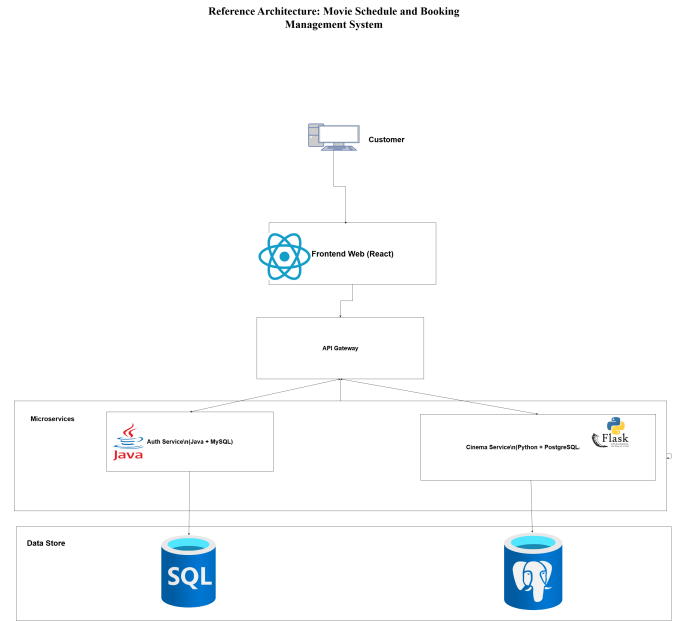 Reference Architecture: Movie Schedule and Booking
Management System
Customer
Frontend Web (React)
API Gateway
Microservices
Auth Service\n(Java + MySQL)
Java
Cinema Service\n(Python + PostgreSQL
Flask
Data Store
SQL